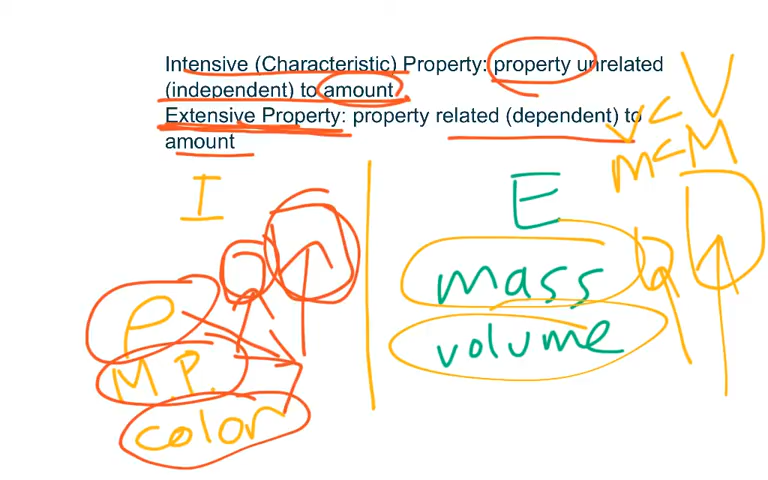 Intensive (Characteristic) Property: property unrelated
(independent) to amount
Extensive Property: property related (dependent) to
amount
v < V
m < M
I
E
ρ
M.P.
color
mass
volume